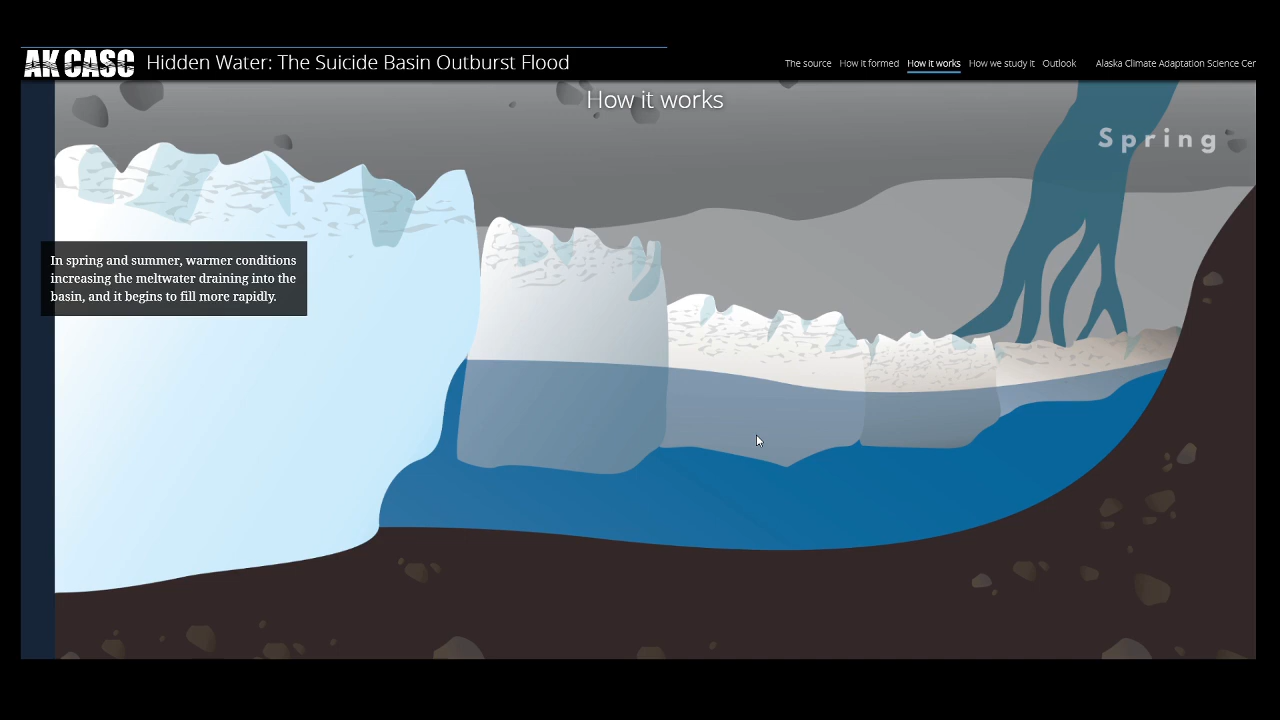 AK CASC Hidden Water: The Suicide Basin Outburst Flood The source How it formed How it works How we study it Outlook Alaska Climate Adaptation Science Cer
How it works
Spring
In spring and summer, warmer conditions
increasing the meltwater draining into the
basin, and it begins to fill more rapidly.